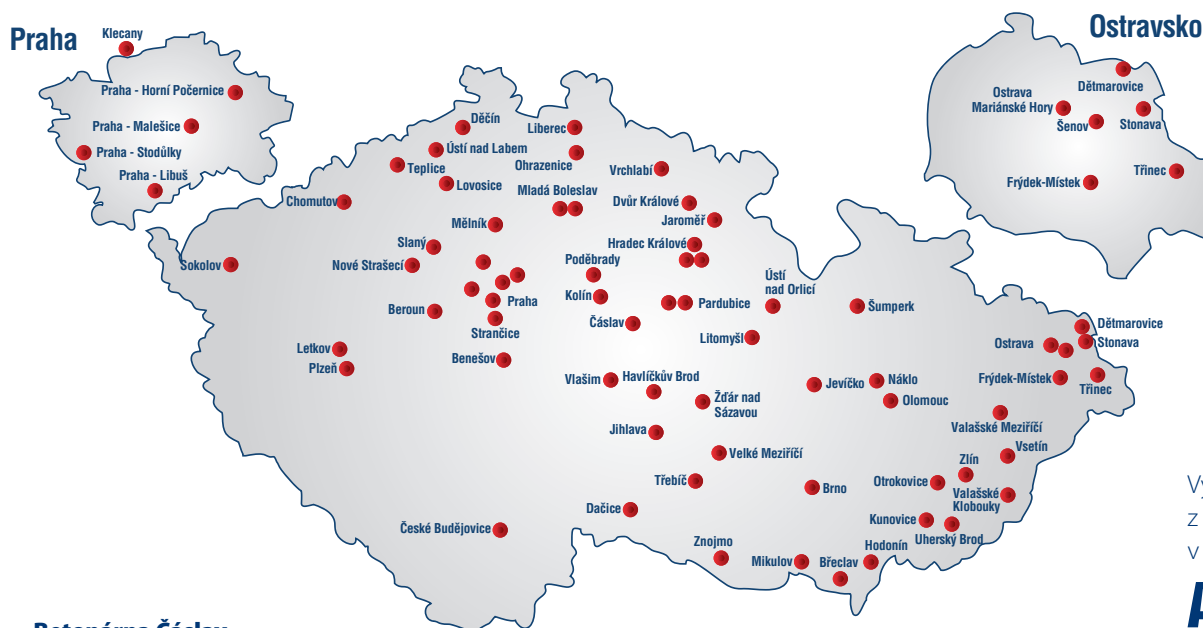 Praha
Klecany
Praha - Horní Počernice
Praha - Malešice
Praha - Stodůlky
Praha - Libuš
Ostravsko
Dětmarovice
Ostrava
Mariánské Hory
Šenov
Stonava
Třinec
Frýdek-Místek
Děčín
Liberec
Ústí nad Labem
Ohrazenice
Teplice
Vrchlabí
Lovosice
Mladá Boleslav
Chomutov
Dvůr Králové
Jaroměř
Mělník
Slaný
Hradec Králové
Sokolov
Nové Strašecí
Poděbrady
Ústí
nad Orlicí
Kolín
Praha
Pardubice
Šumperk
Beroun
Strančice
Čáslav
Litomyšl
Dětmarovice
Ostrava
Stonava
Letkov
Benešov
Plzeň
Vlašim
Havlíčkův Brod
Jevíčko
Náklo
Frýdek-Místek
Třinec
Žďár nad
Sázavou
Olomouc
Valašské Meziříčí
Jihlava
Vsetín
Velké Meziříčí
Zlín
Třebíč
Brno
Otrokovice
Valašské
Klobouky
Dačice
Kunovice
Uherský Brod
České Budějovice
Znojmo
Mikulov
Břeclav
Hodonín
z
v
Betonárna Čáslav